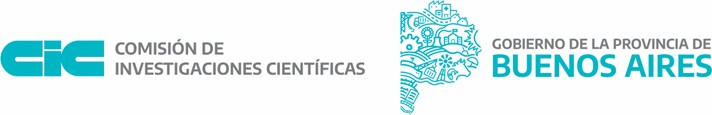 CIC
COMISIÓN DE
INVESTIGACIONES CIENTÍFICAS
GOBIERNO DE LA PROVINCIA DE
BUENOS AIRES